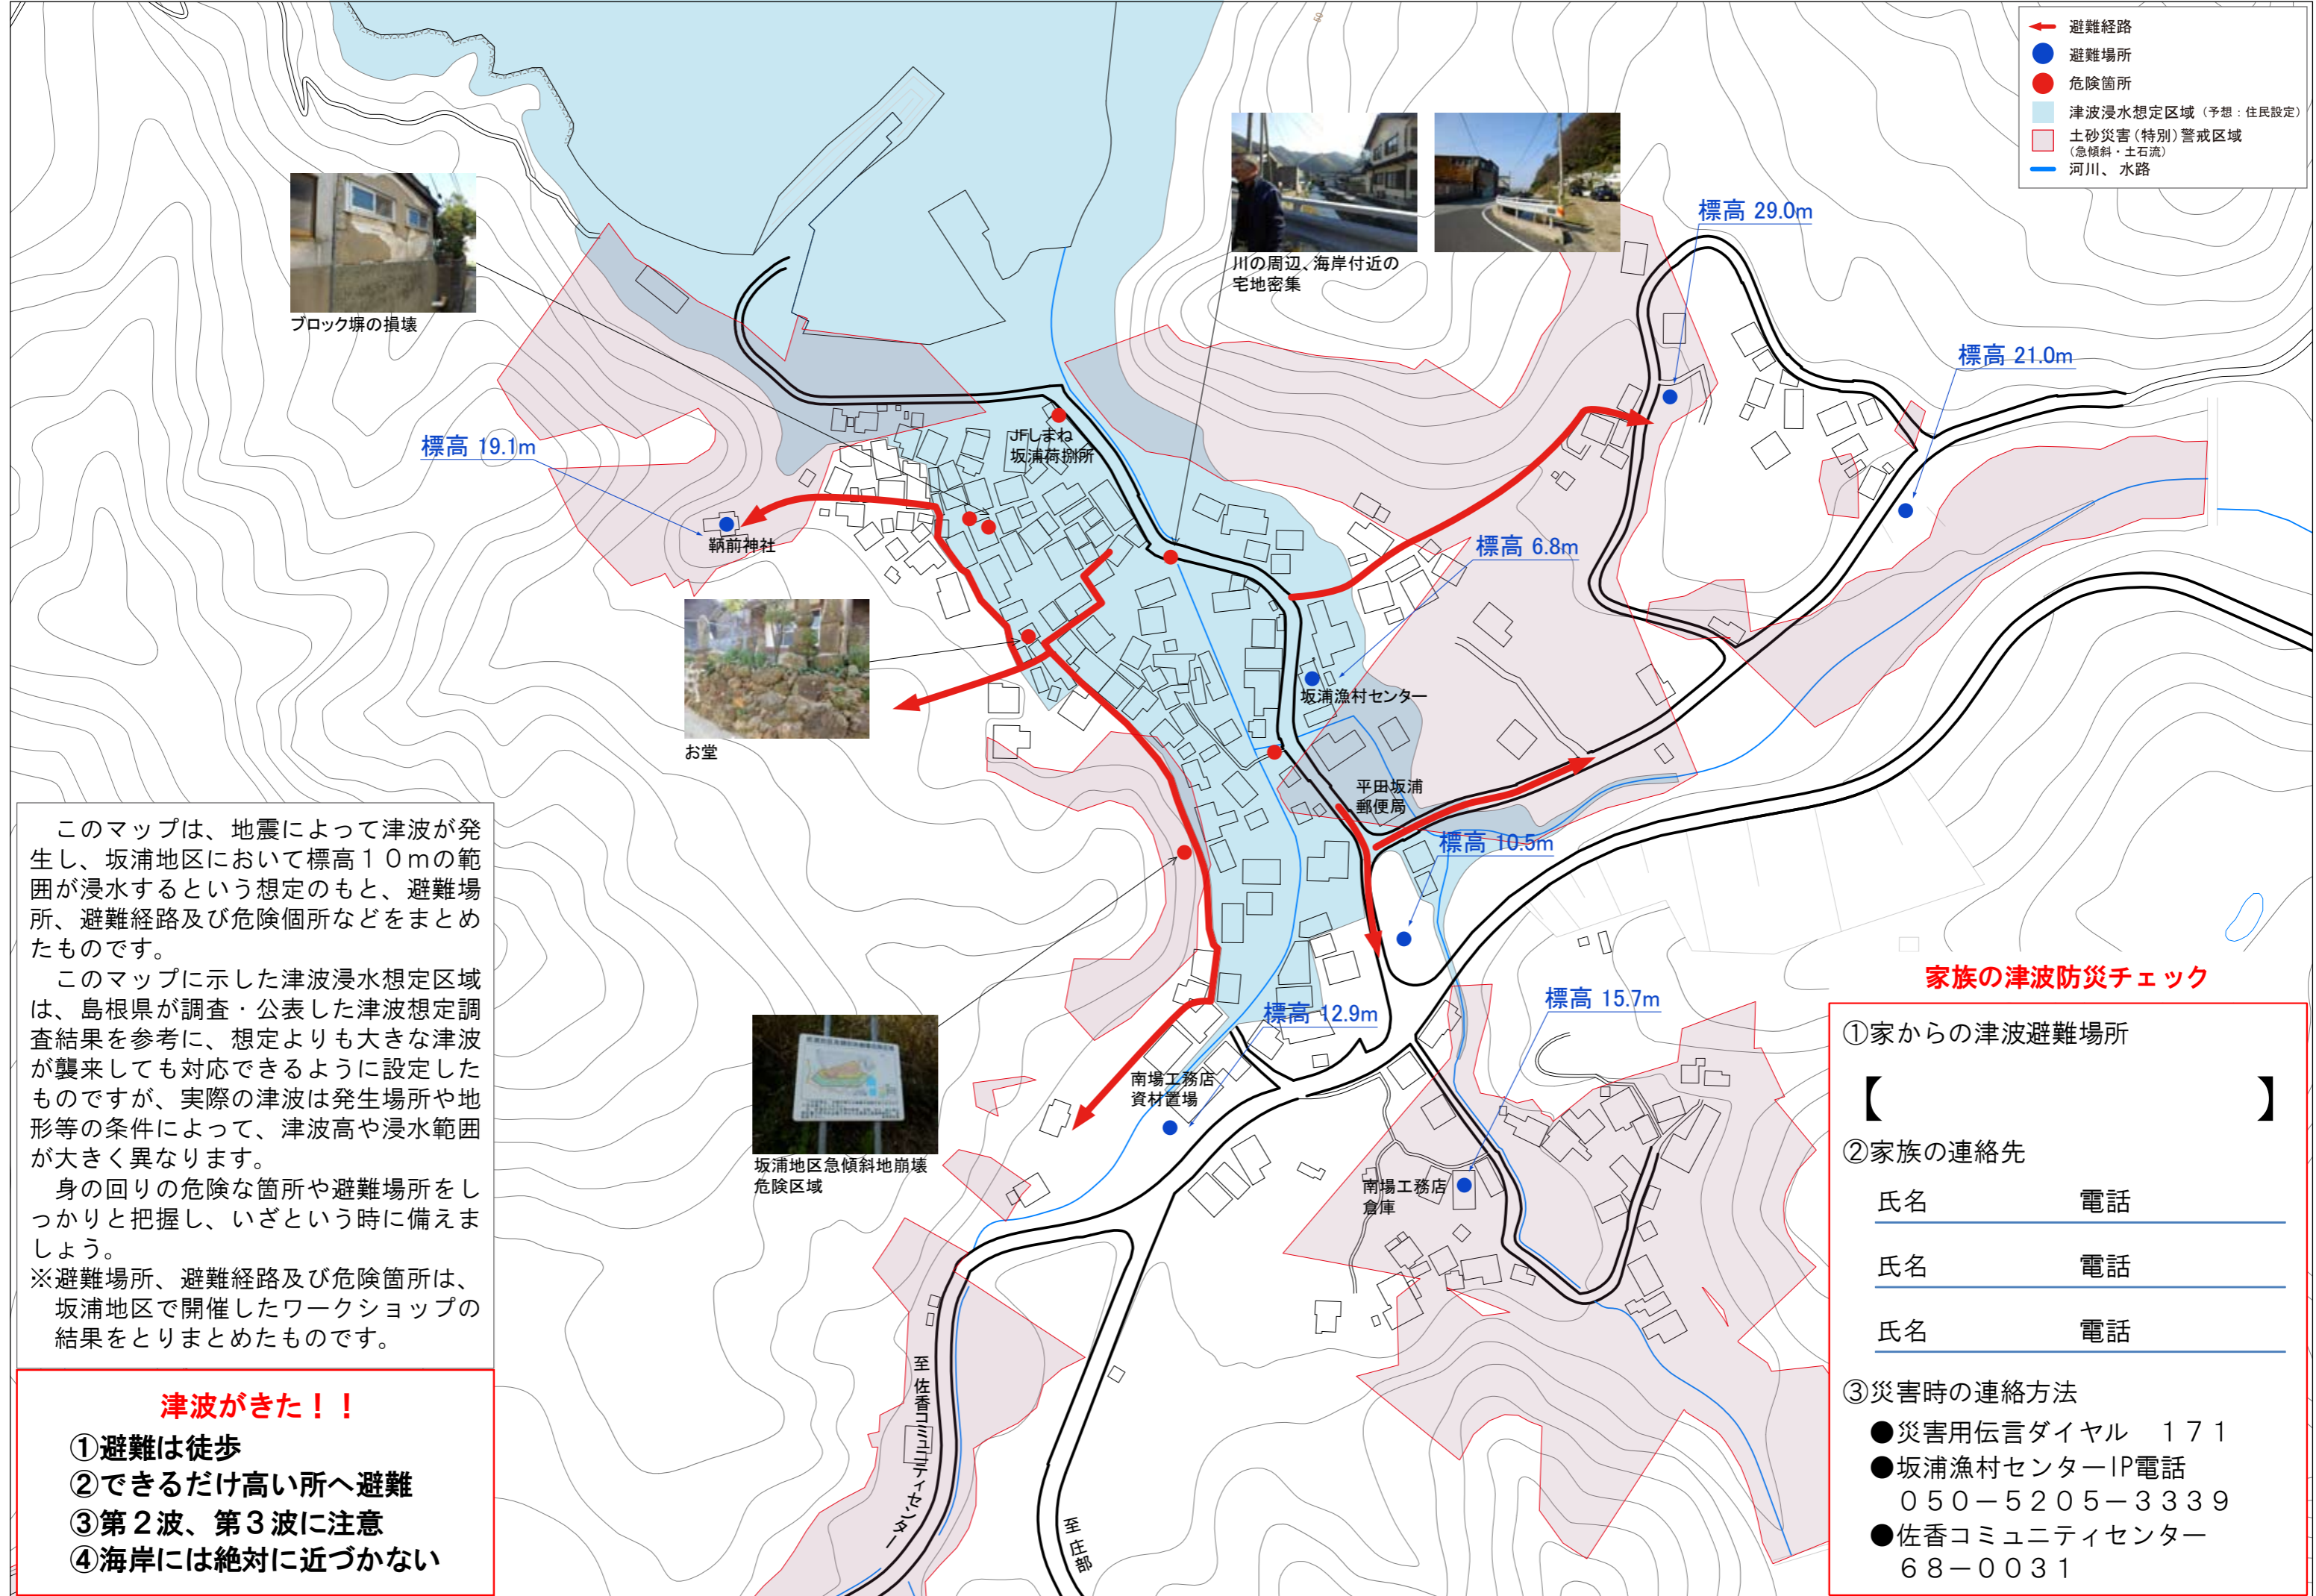 避難経路
避難場所
危険箇所
津波浸水想定区域（予想：住民設定）
土砂災害（特別）警戒区域
（急傾斜・土石流）
河川、水路
50
ブロック塀の損壊
川の周辺、海岸付近の
宅地密集
標高 29.0m
標高 21.0m
標高 19.1m
JFしまね
坂浦荷捌所
鞆前神社
標高 6.8m
お堂
坂浦漁村センター
平田坂浦
郵便局
標高 10.5m
標高 12.9m
標高 15.7m
南場工務店
資材置場
坂浦地区急傾斜地崩壊
危険区域
南場工務店
倉庫
至 佐香コミュニティセンター
至 庄部
　このマップは、地震によって津波が発
生し、坂浦地区において標高１０ｍの範
囲が浸水するという想定のもと、避難場
所、避難経路及び危険個所などをまとめ
たものです。
　このマップに示した津波浸水想定区域
は、島根県が調査・公表した津波想定調
査結果を参考に、想定よりも大きな津波
が襲来しても対応できるように設定した
ものですが、実際の津波は発生場所や地
形等の条件によって、津波高や浸水範囲
が大きく異なります。
　身の回りの危険な箇所や避難場所をし
っかりと把握し、いざという時に備えま
しょう。
※避難場所、避難経路及び危険箇所は、
坂浦地区で開催したワークショップの
結果をとりまとめたものです。
津波がきた！！
①避難は徒歩
②できるだけ高い所へ避難
③第２波、第３波に注意
④海岸には絶対に近づかない
家族の津波防災チェック
①家からの津波避難場所
【　　　　　　　】
②家族の連絡先
氏名　　　　　電話
氏名　　　　　電話
氏名　　　　　電話
③災害時の連絡方法
●災害用伝言ダイヤル　１７１
●坂浦漁村センターIP電話
０５０－５２０５－３３３９
●佐香コミュニティセンター
６８－００３１